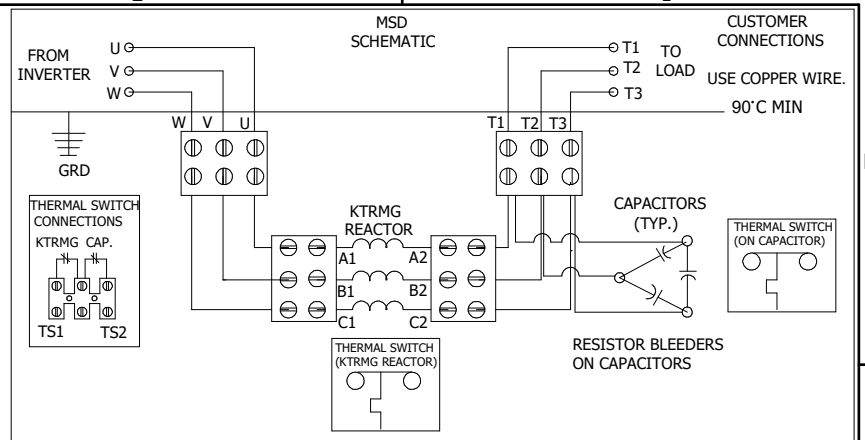 MSD
SCHEMATIC
CUSTOMER
CONNECTIONS
FROM
INVERTER
U
V
W
T1
T2
T3
TO
LOAD
USE COPPER WIRE.
90°C MIN
GRD
W V U
T1 T2 T3
THERMAL SWITCH
CONNECTIONS
KTRMG CAP.
TS1 TS2
KTRMG
REACTOR
A1 A2
B1 B2
C1 C2
CAPACITORS
(TYP.)
THERMAL SWITCH
(ON CAPACITOR)
THERMAL SWITCH
(KTRMG REACTOR)
RESISTOR BLEEDERS
ON CAPACITORS